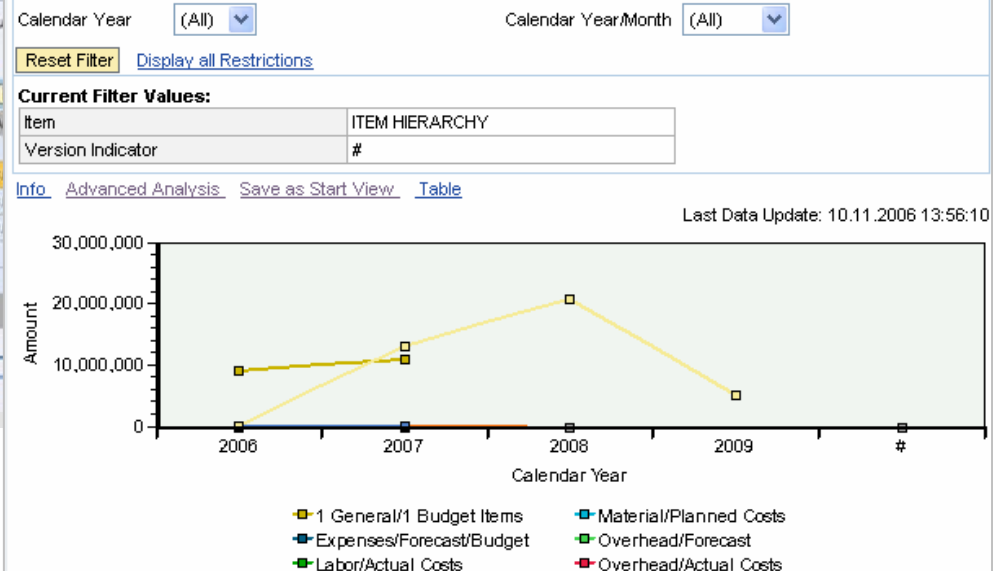 Calendar Year (All) Calendar Year/Month (All)
Reset Filter Display all Restrictions
Current Filter Values:
Item ITEM HIERARCHY
Version Indicator #
Info Advanced Analysis Save as Start View Table
Last Data Update: 10.11.2006 13:56:10
30,000,000
20,000,000
10,000,000
0
Amount
2006 2007 2008 2009 #
Calendar Year
1 General/1 Budget Items Material/Planned Costs
Expenses/Forecast/Budget Overhead/Forecast
Labor/Actual Costs Overhead/Actual Costs